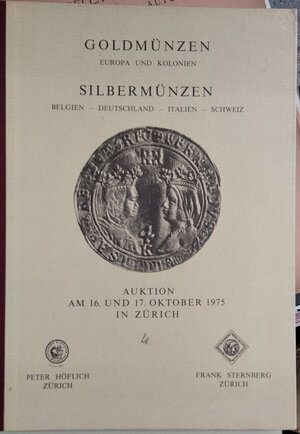 GOLDMÜNZEN
EUROPA UND KOLONIEN
SILBERMÜNZEN
BELGIEN – DEUTSCHLAND – ITALIEN – SCHWEIZ
AUKTION
AM 16. UND 17. OKTOBER 1975
IN ZÜRICH
4
PETER HÖFLICH
ZÜRICH
FRANK STERNBERG
ZÜRICH